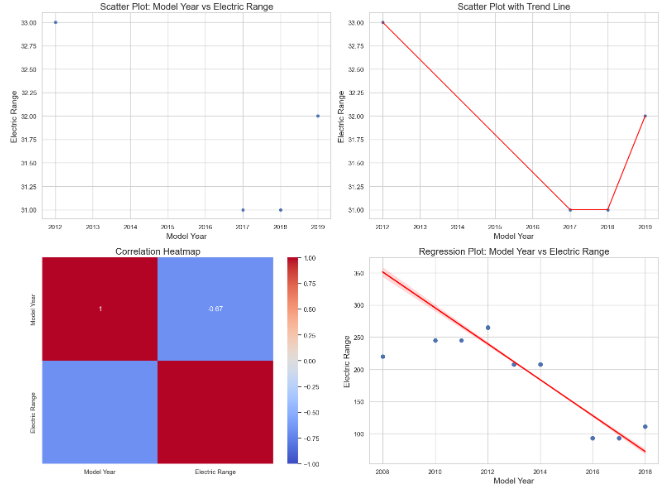 Scatter Plot: Model Year vs Electric Range
33.00
32.75
32.50
32.25
32.00
31.75
31.50
31.25
31.00
Electric Range
2012 2013 2014 2015 2016 2017 2018 2019
Model Year
Scatter Plot with Trend Line
33.00
32.75
32.50
32.25
32.00
31.75
31.50
31.25
31.00
Electric Range
2012 2013 2014 2015 2016 2017 2018 2019
Model Year
Correlation Heatmap
Model Year
Electric Range
1
-0.67
Model Year Electric Range
1.00
0.75
0.50
0.25
0.00
−0.25
−0.50
−0.75
−1.00
Regression Plot: Model Year vs Electric Range
350
300
250
200
150
100
Electric Range
2008 2010 2012 2014 2016 2018
Model Year